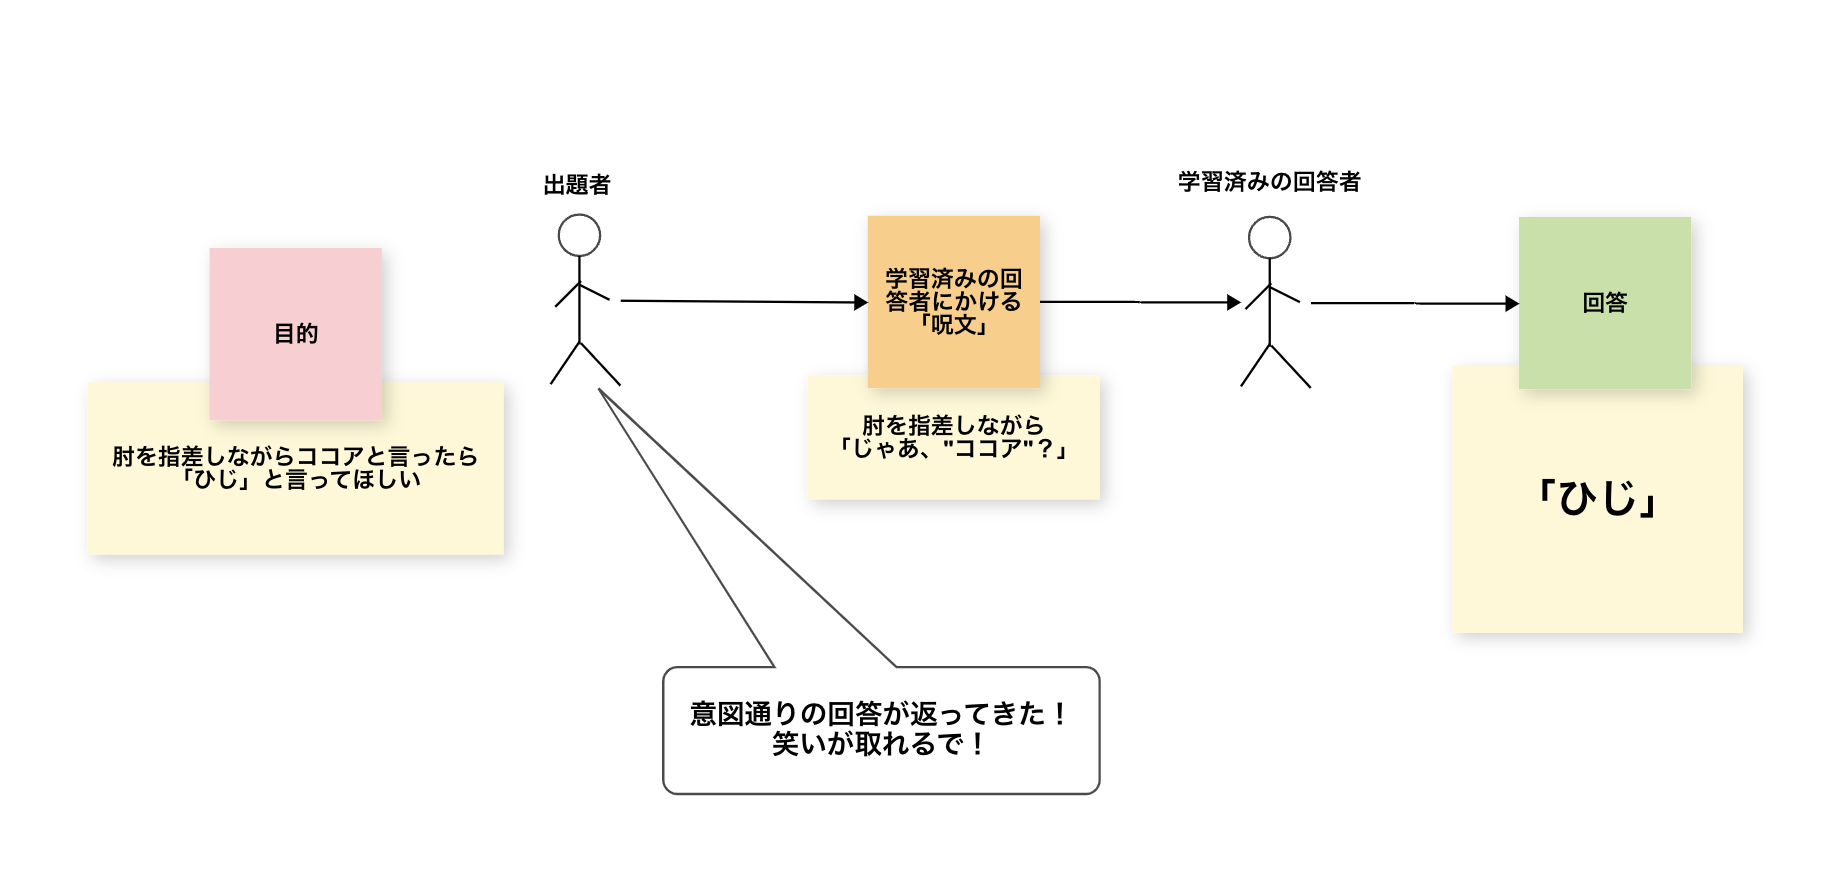 出題者
学習済みの回答者
目的
肘を指差しながらココアと言ったら
「ひじ」と言ってほしい
学習済みの回
答者にかける
「呪文」
肘を指差しながら
「じゃあ、"ココア"？」
回答
「ひじ」
意図通りの回答が返ってきた！
笑いが取れるで！